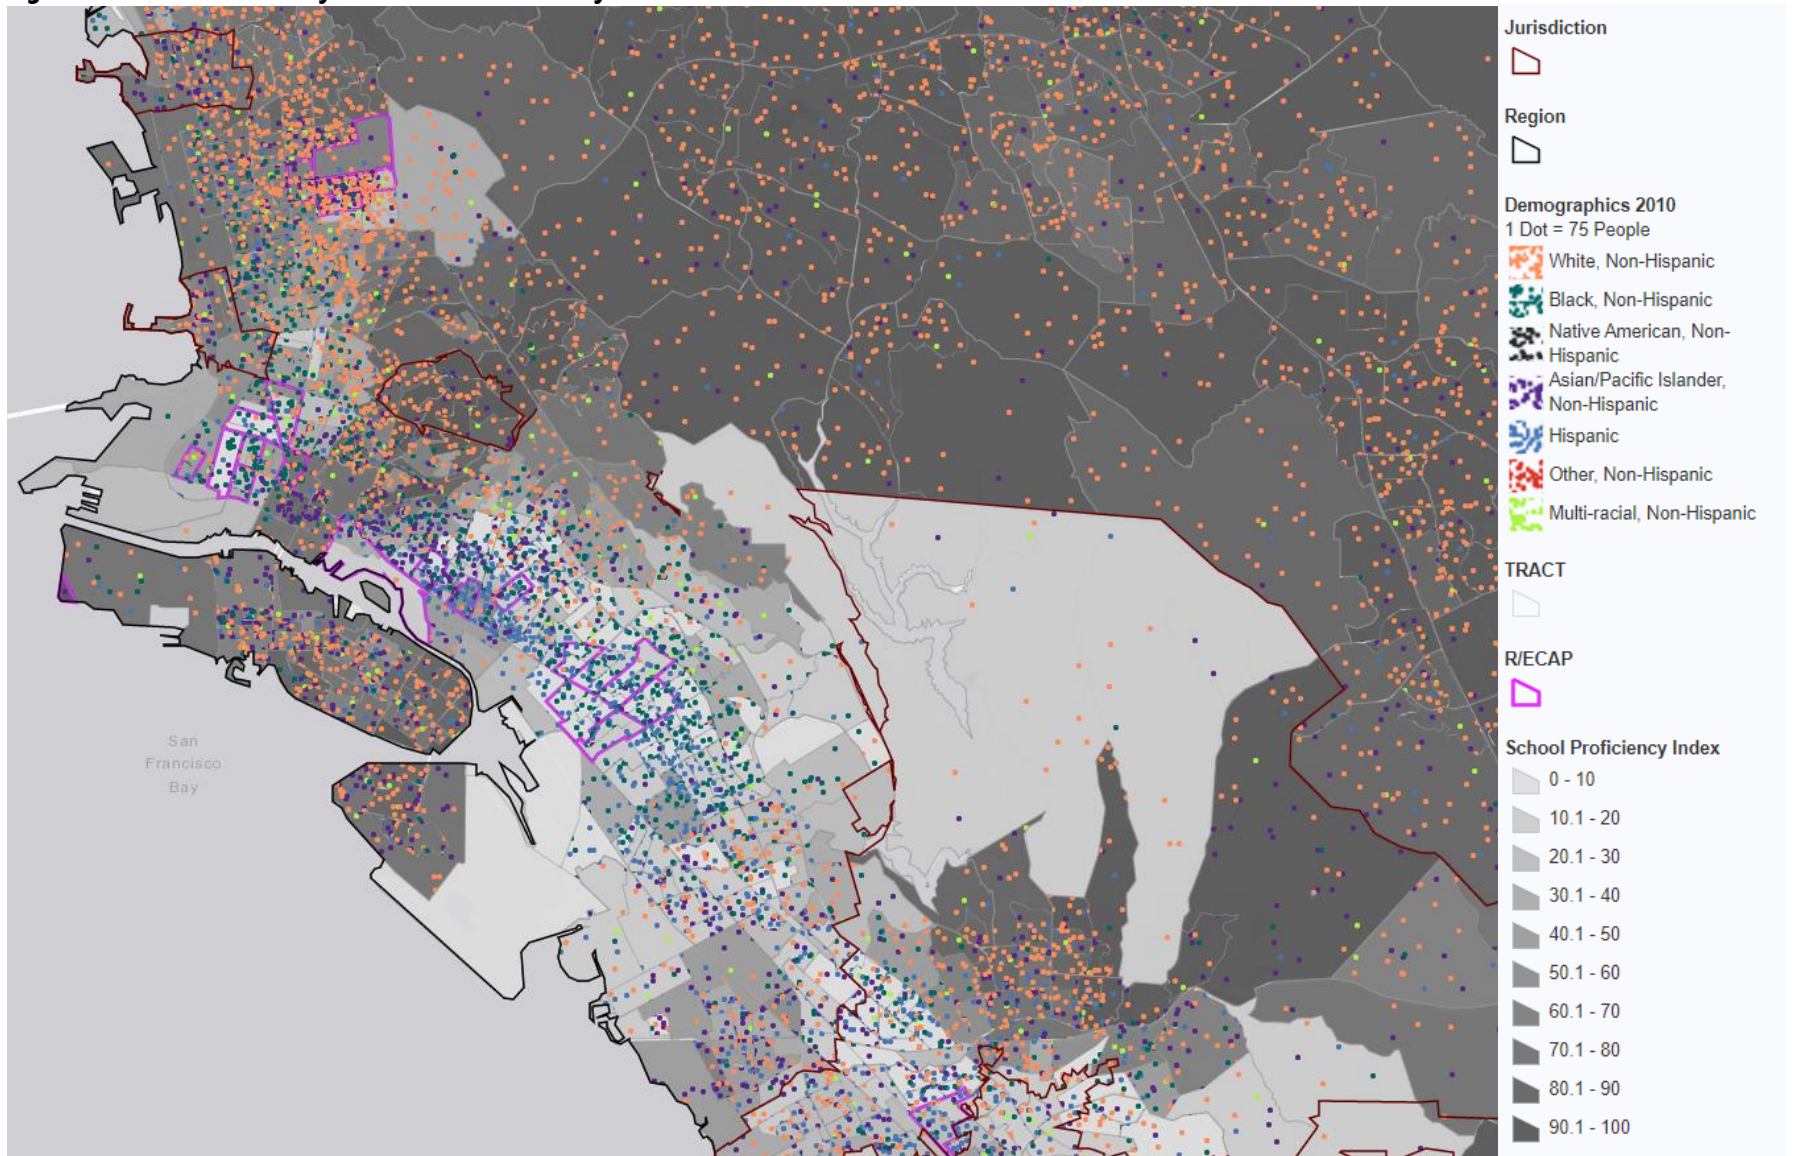 San
Francisco
Bay
Jurisdiction
Region
Demographics 2010
1 Dot = 75 People
White, Non-Hispanic
Black, Non-Hispanic
Native American, Non-
Hispanic
Asian/Pacific Islander,
Non-Hispanic
Hispanic
Other, Non-Hispanic
Multi-racial, Non-Hispanic
TRACT
R/ECAP
School Proficiency Index
0 - 10
10.1 - 20
20.1 - 30
30.1 - 40
40.1 - 50
50.1 - 60
60.1 - 70
70.1 - 80
80.1 - 90
90.1 - 100